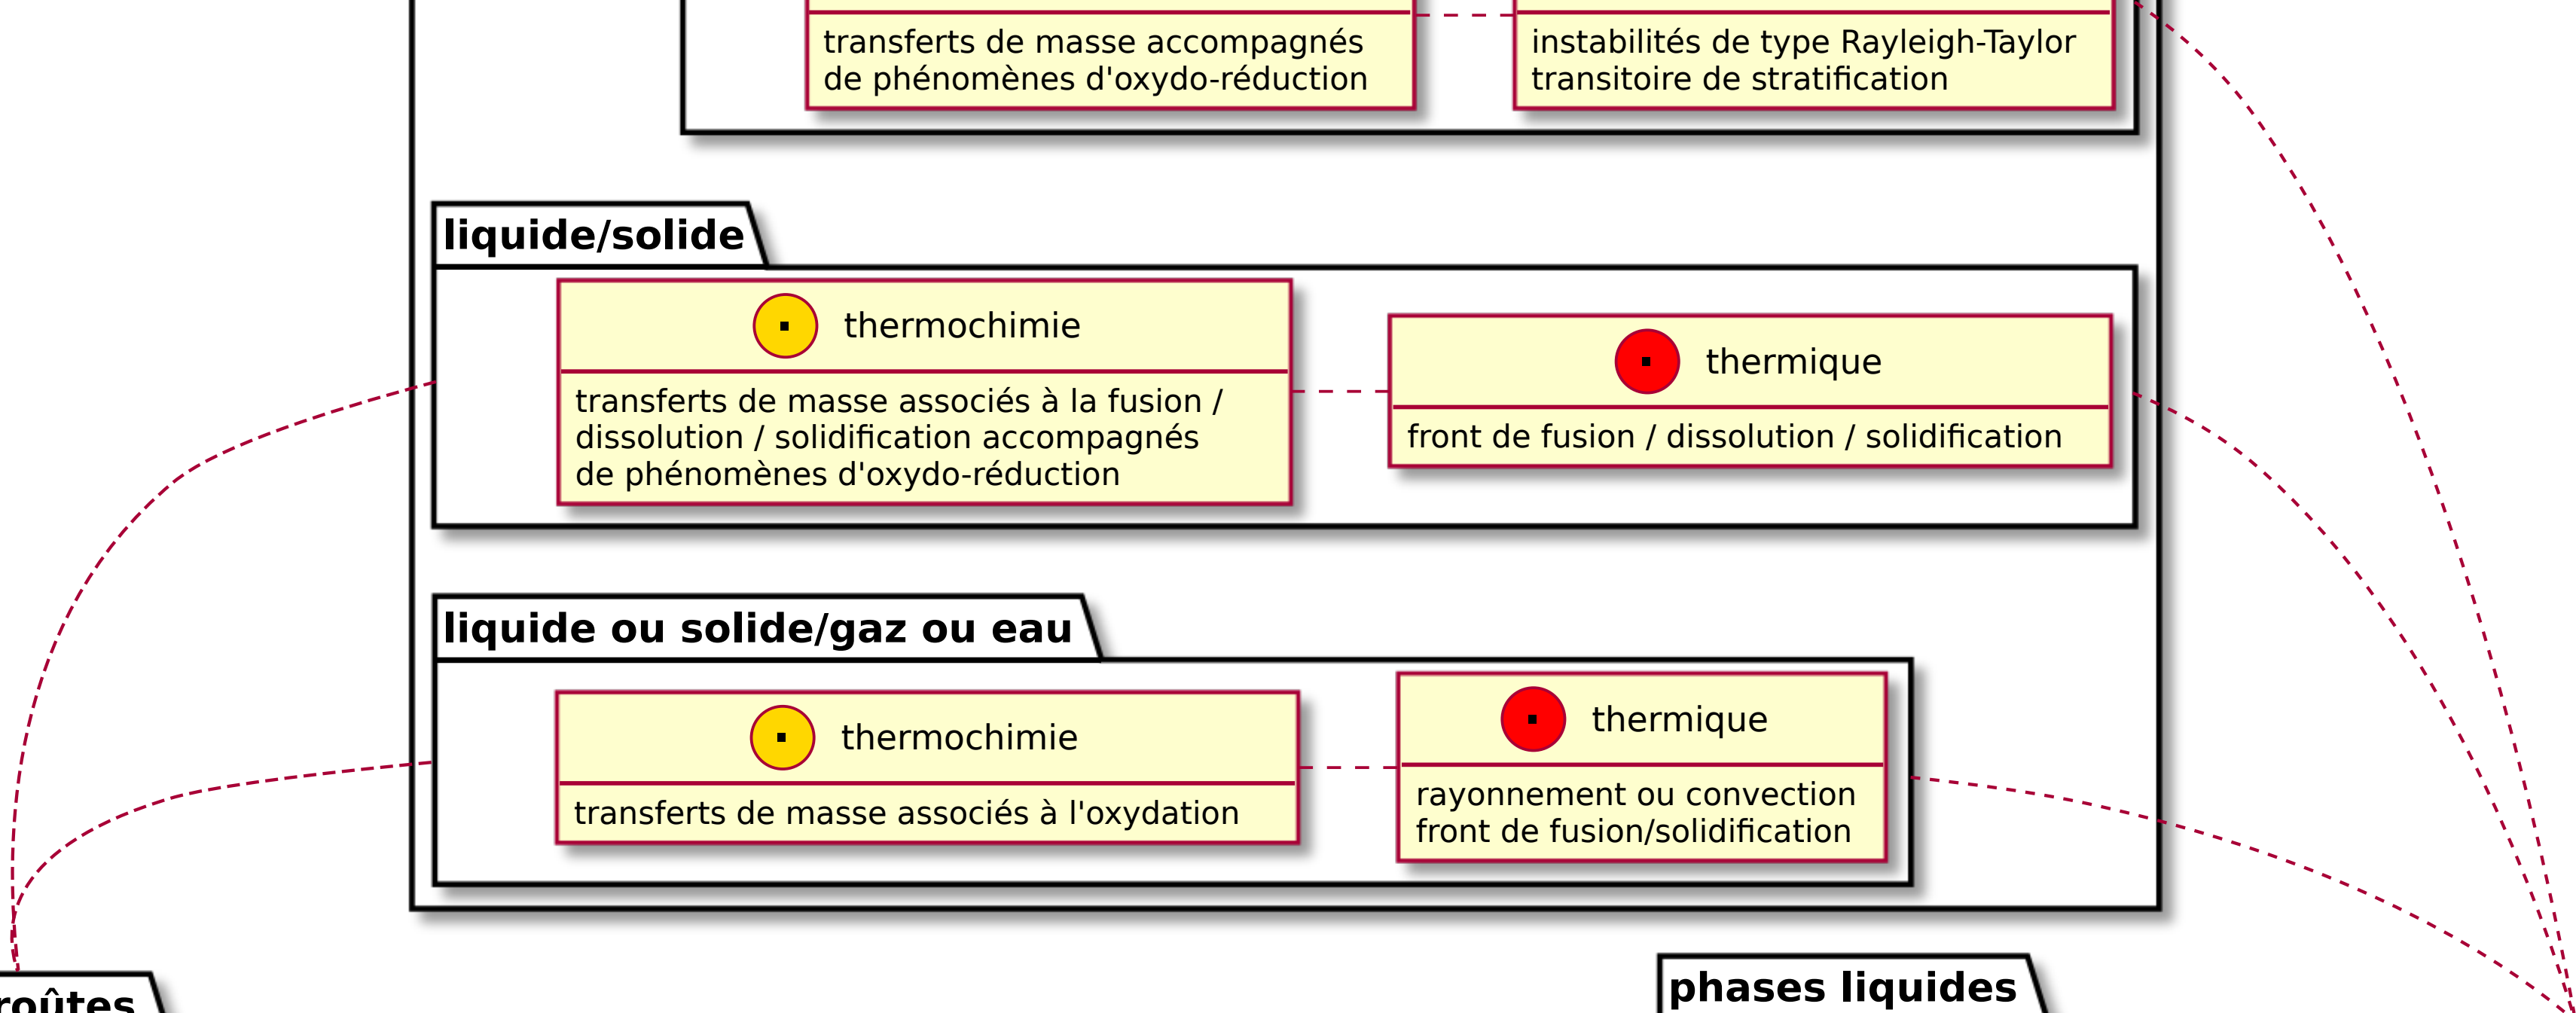 transferts de masse accompagnés
de phénomènes d'oxydo-réduction
instabilités de type Rayleigh-Taylor
transitoire de stratification
liquide/solide
thermochimie
transferts de masse associés à la fusion /
dissolution / solidification accompagnés
de phénomènes d'oxydo-réduction
thermique
front de fusion / dissolution / solidification
liquide ou solide/gaz ou eau
thermochimie
transferts de masse associés à l'oxydation
thermique
rayonnement ou convection
front de fusion/solidification
phases liquides